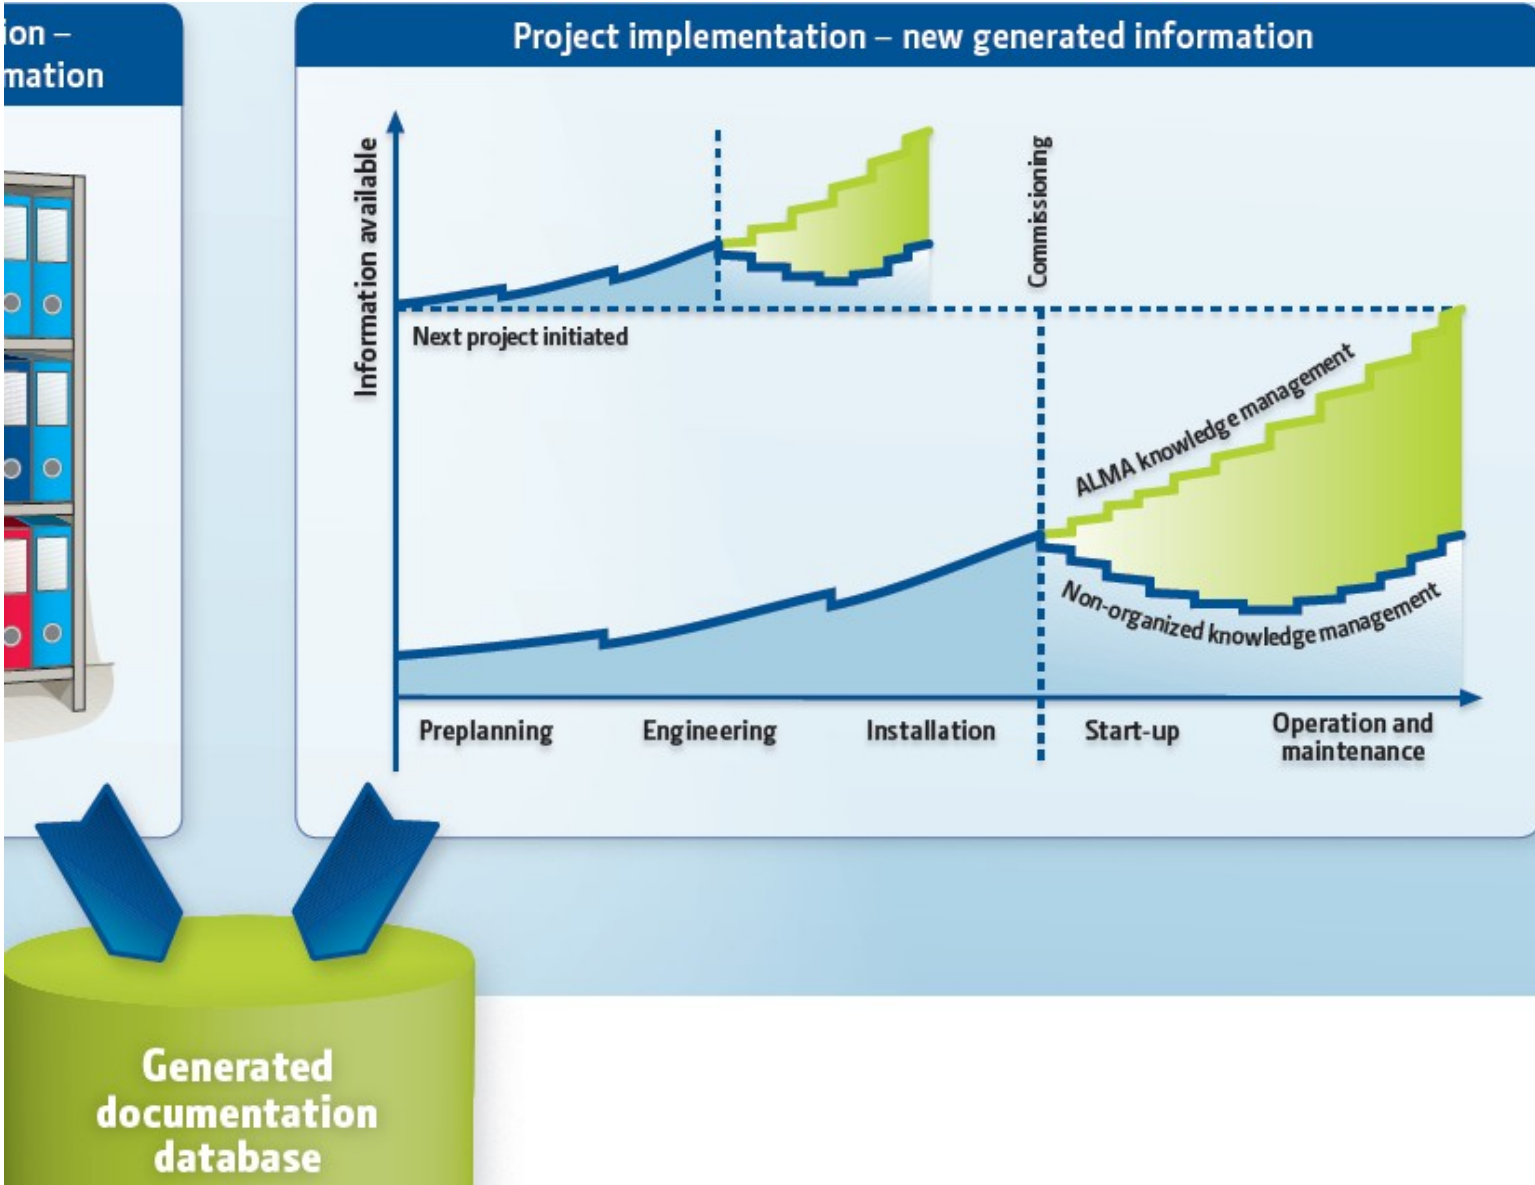 ion –
mation
Project implementation – new generated information
Information available
Commissioning
Next project initiated
ALMA knowledge management
Non-organized knowledge management
Preplanning
Engineering
Installation
Start-up
Operation and
maintenance
Generated
documentation
database